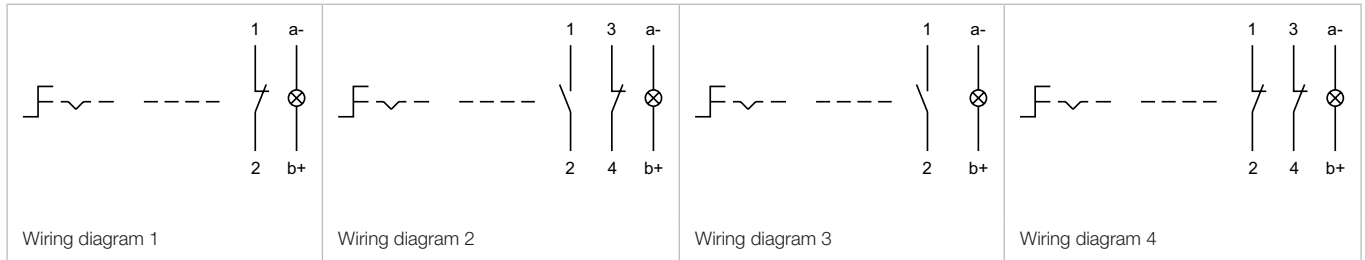 1 a-
2 b+
Wiring diagram 1
1 3 a-
2 4 b+
Wiring diagram 2
1 a-
2 b+
Wiring diagram 3
1 3 a-
2 4 b+
Wiring diagram 4